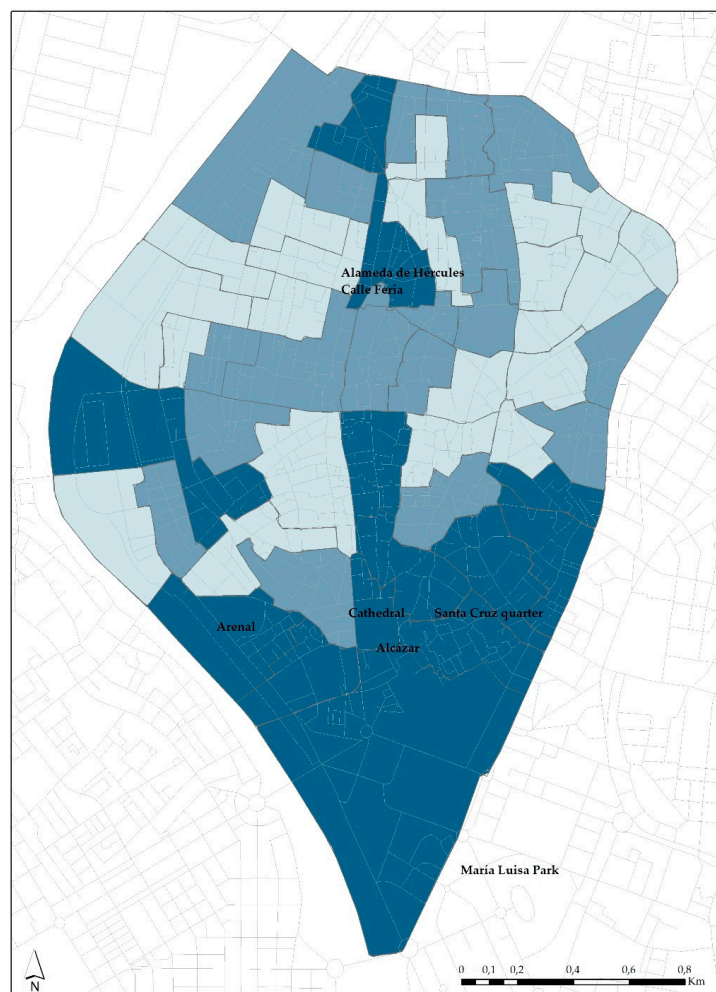 Alameda de Hércules
Calle Feria
Cathedral
Santa Cruz quarter
Arenal
Alcázar
María Luisa Park
N
0 0,1 0,2 0,4 0,6 0,8
Km